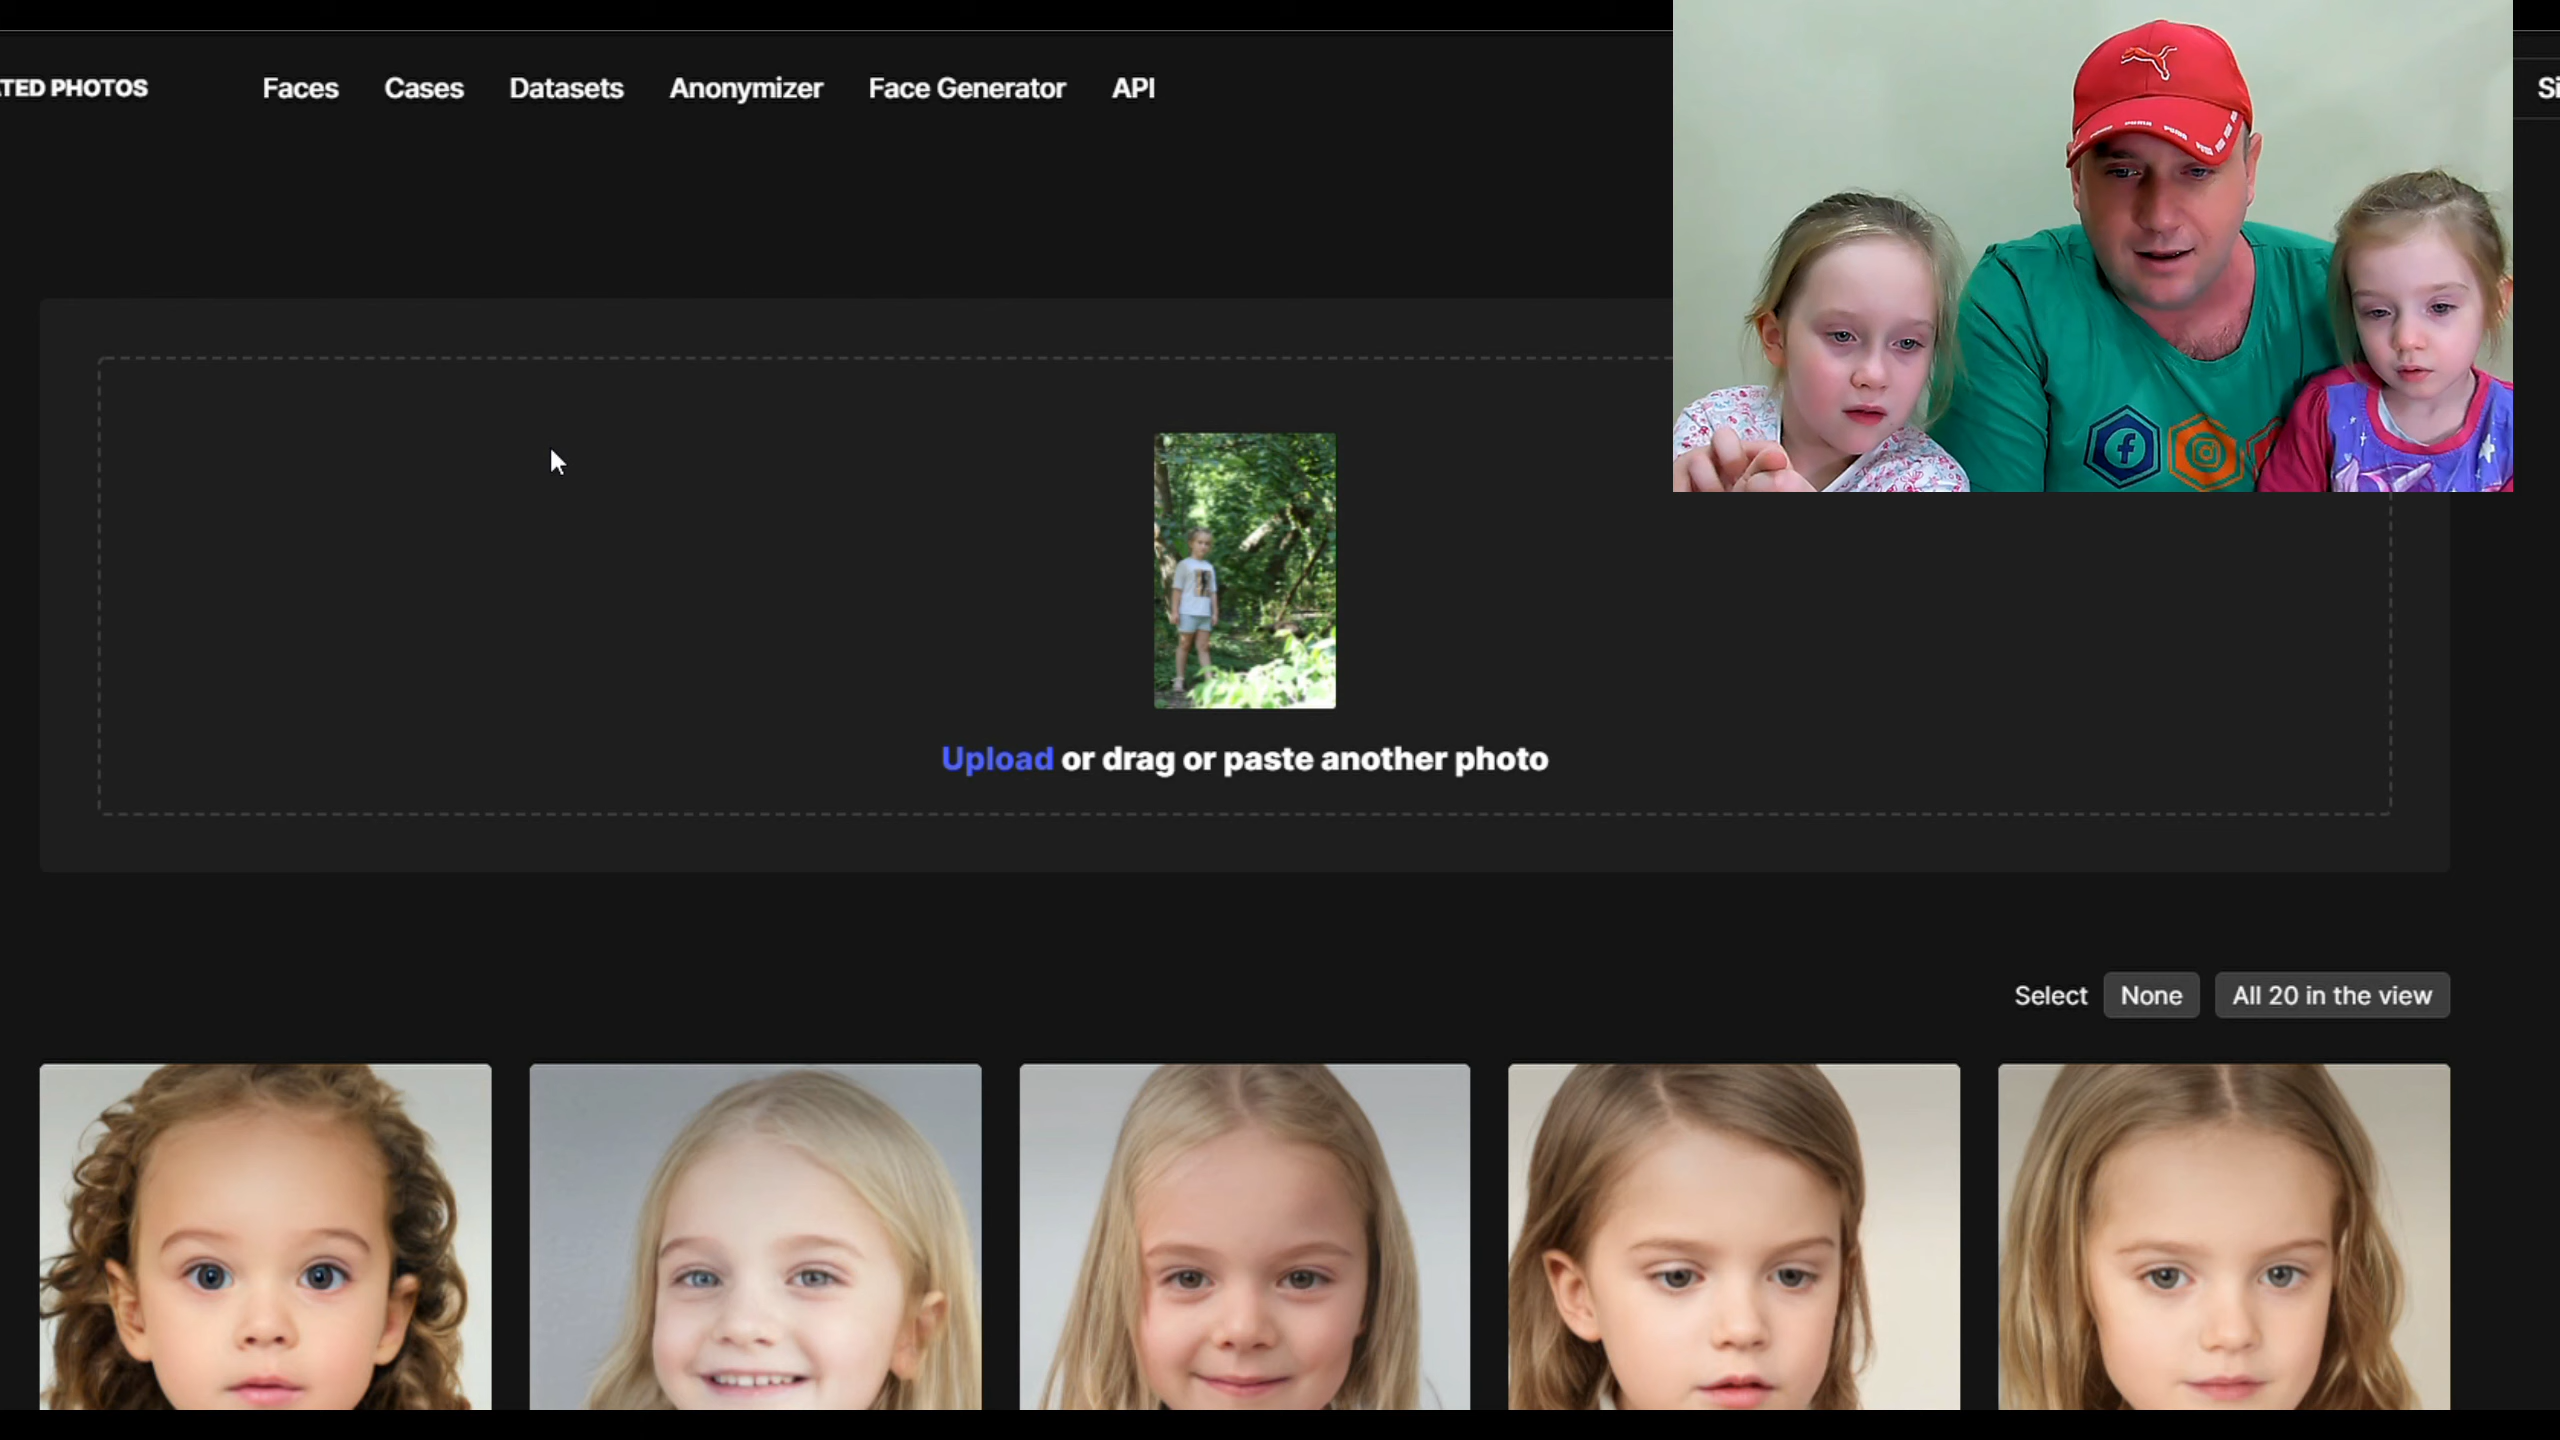 TED PHOTOS
Faces
Cases
Datasets
Anonymizer
Face Generator
API
Si
Upload or drag or paste another photo
Select
None
All 20 in the view